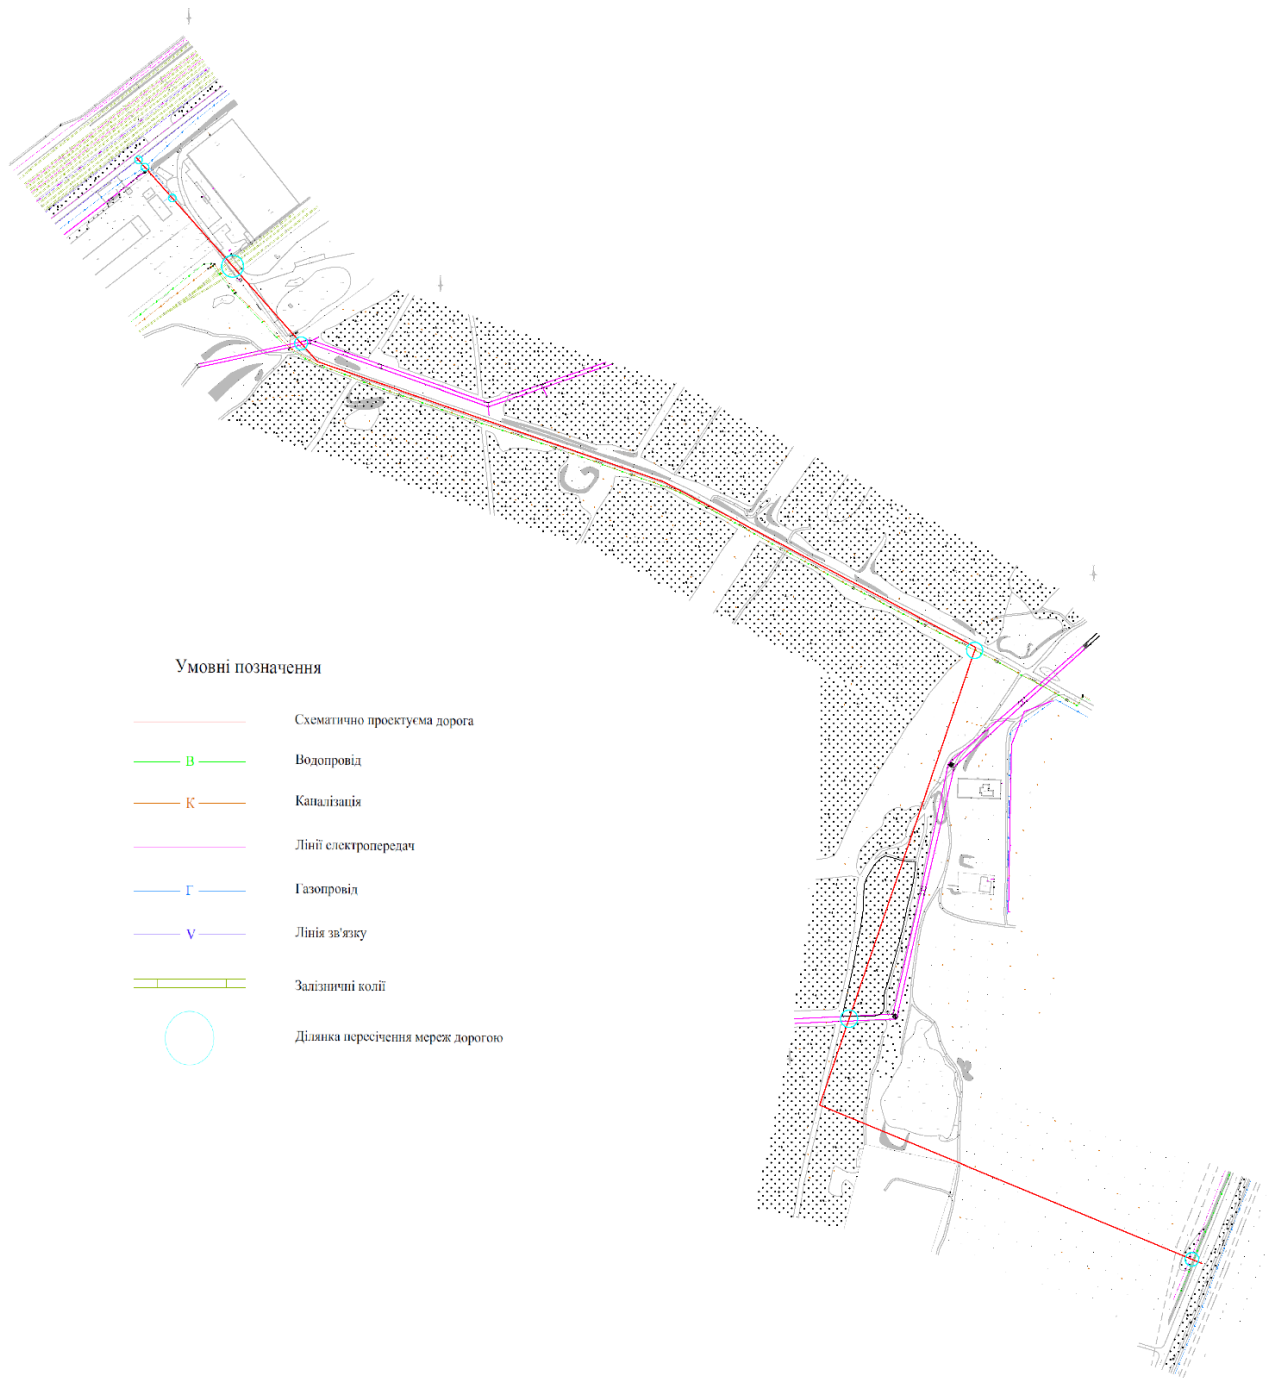 Умовні позначення
Схематично проектуєма дорога
В
Водопровід
К
Каналізація
Лінії електропередач
Г
Газопровід
V
Лінія зв'язку
Залізничні колії
Ділянка пересічення мереж дорогою